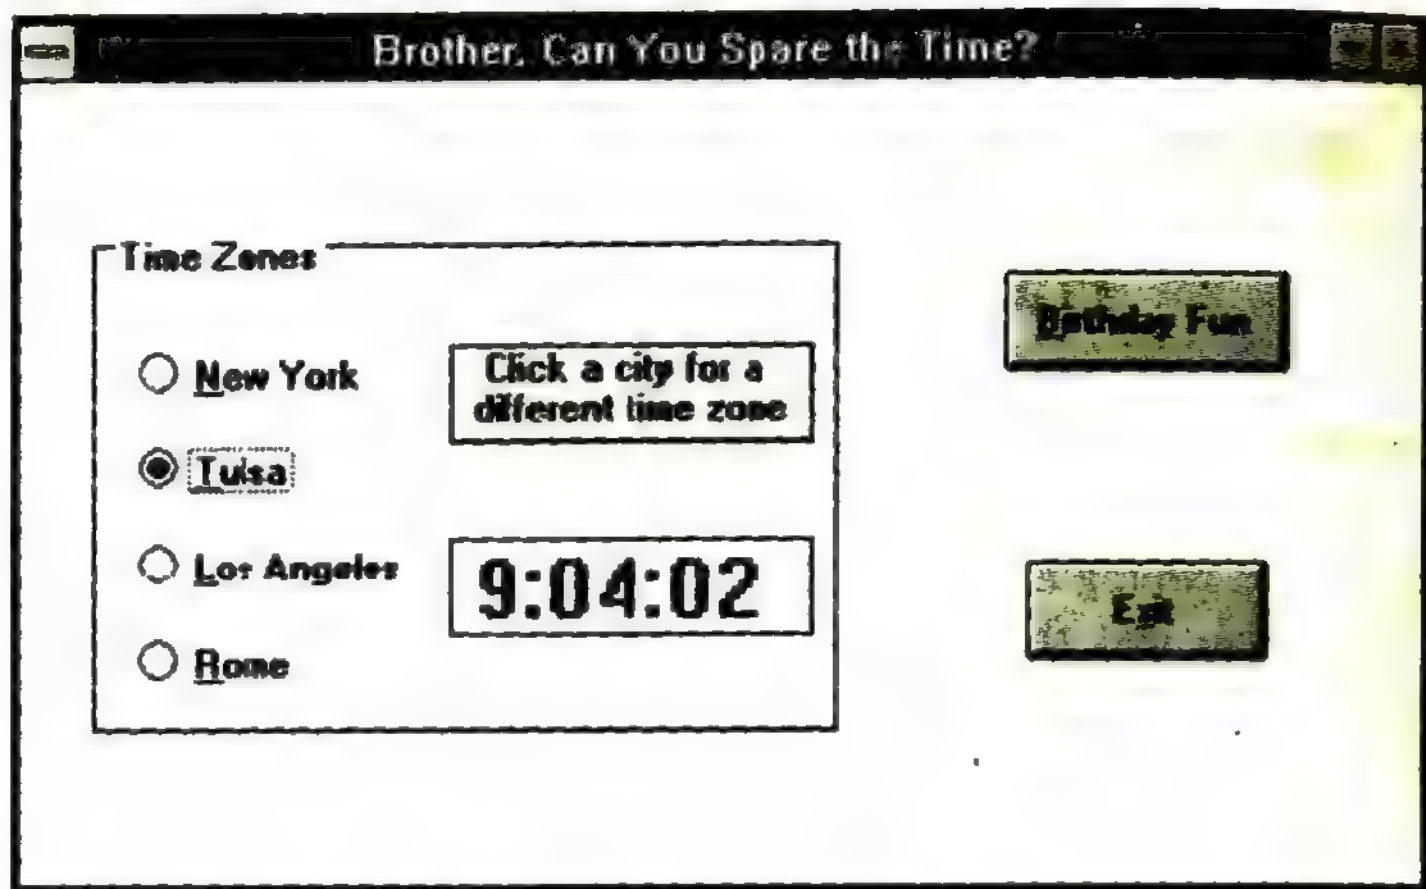 Brother, Can You Spare the Time?
Time Zones
New York
Click a city for a
different time zone
Tulsa
Los Angeles
9:04:02
Rome
Birthday Fun
Exit